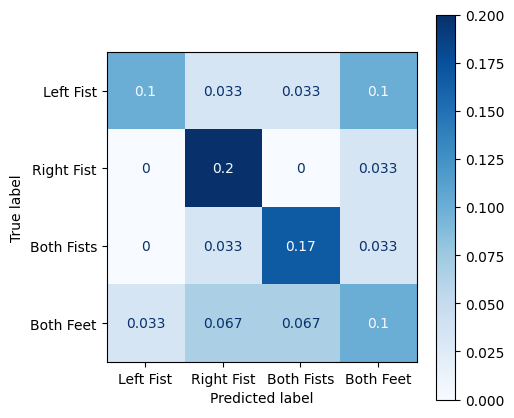 Left Fist 0.1 0.033 0.033 0.1
Right Fist 0 0.2 0 0.033
Both Fists 0 0.033 0.17 0.033
Both Feet 0.033 0.067 0.067 0.1
Left Fist Right Fist Both Fists Both Feet
Predicted label
True label
0.200
0.175
0.150
0.125
0.100
0.075
0.050
0.025
0.000